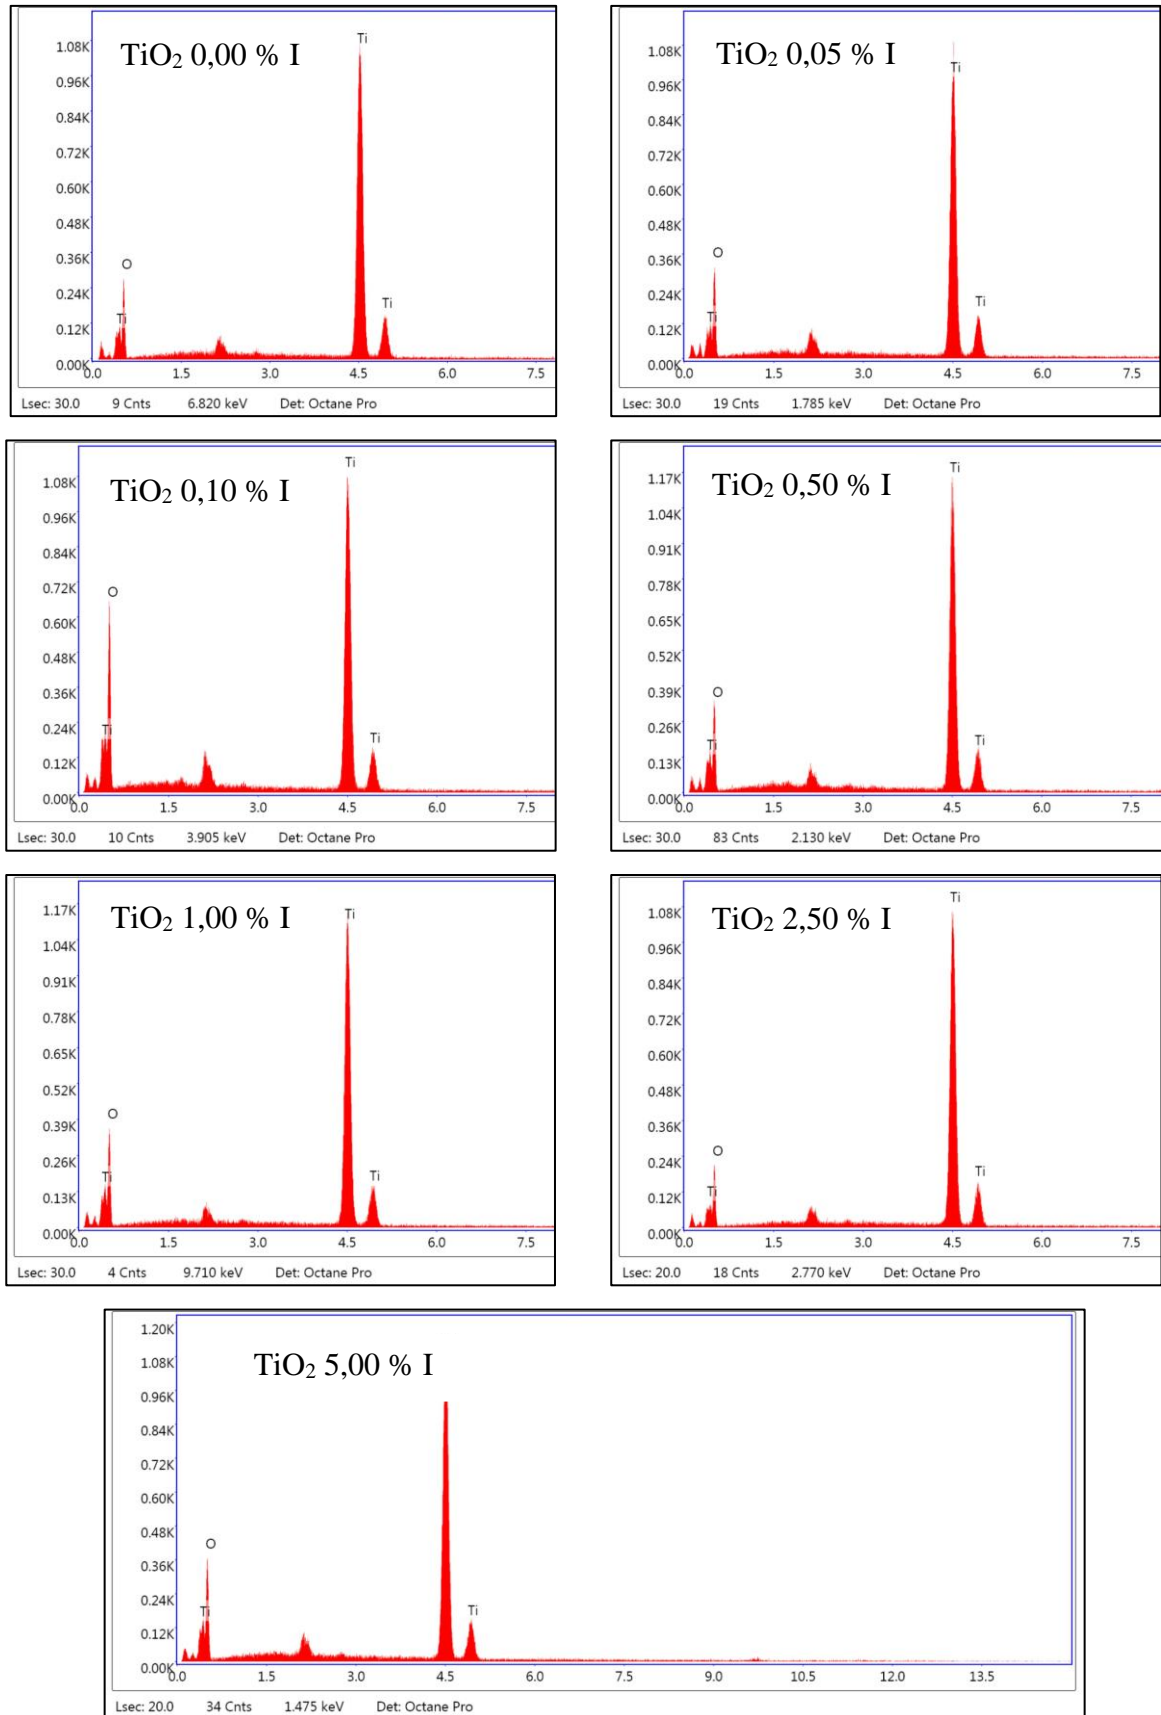 TiO₂ 0,00 % I
1.08K
0.96K
0.84K
0.72K
0.60K
0.48K
0.36K
0.24K
0.12K
0.00K
Ti
O
Ti
Ti
0.0 1.5 3.0 4.5 6.0 7.5
Lsec: 30.0 9 Cnts 6.820 keV Det: Octane Pro
TiO₂ 0,05 % I
1.08K
0.96K
0.84K
0.72K
0.60K
0.48K
0.36K
0.24K
0.12K
0.00K
Ti
O
Ti
Ti
0.0 1.5 3.0 4.5 6.0 7.5
Lsec: 30.0 19 Cnts 1.785 keV Det: Octane Pro
TiO₂ 0,10 % I
1.08K
0.96K
0.84K
0.72K
0.60K
0.48K
0.36K
0.24K
0.12K
0.00K
Ti
O
Ti
Ti
0.0 1.5 3.0 4.5 6.0 7.5
Lsec: 30.0 10 Cnts 3.905 keV Det: Octane Pro
TiO₂ 0,50 % I
1.17K
1.04K
0.91K
0.78K
0.65K
0.52K
0.39K
0.26K
0.13K
0.00K
Ti
O
Ti
Ti
0.0 1.5 3.0 4.5 6.0 7.5
Lsec: 30.0 83 Cnts 2.130 keV Det: Octane Pro
TiO₂ 1,00 % I
1.17K
1.04K
0.91K
0.78K
0.65K
0.52K
0.39K
0.26K
0.13K
0.00K
Ti
O
Ti
Ti
0.0 1.5 3.0 4.5 6.0 7.5
Lsec: 30.0 4 Cnts 9.710 keV Det: Octane Pro
TiO₂ 2,50 % I
1.08K
0.96K
0.84K
0.72K
0.60K
0.48K
0.36K
0.24K
0.12K
0.00K
Ti
O
Ti
Ti
0.0 1.5 3.0 4.5 6.0 7.5
Lsec: 20.0 18 Cnts 2.770 keV Det: Octane Pro
TiO₂ 5,00 % I
1.20K
1.08K
0.96K
0.84K
0.72K
0.60K
0.48K
0.36K
0.24K
0.12K
0.00K
O
Ti
Ti
0.0 1.5 3.0 4.5 6.0 7.5 9.0 10.5 12.0 13.5
Lsec: 20.0 34 Cnts 1.475 keV Det: Octane Pro